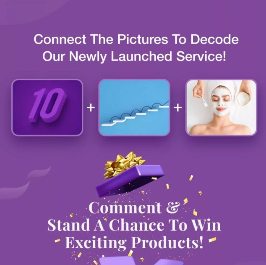 Connect The Pictures To Decode
Our Newly Launched Service!
10
+
+
Comment &
Stand A Chance To Win
Exciting Products!